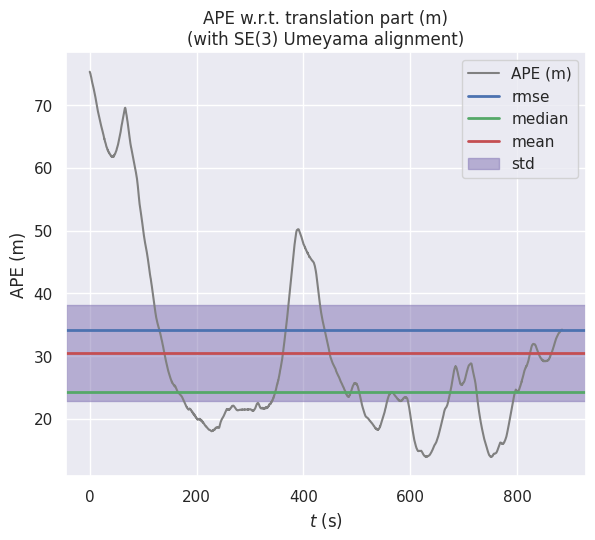 APE w.r.t. translation part (m)
(with SE(3) Umeyama alignment)
APE (m)
rmse
median
mean
std
APE (m)
70
60
50
40
30
20
0 200 400 600 800
t (s)